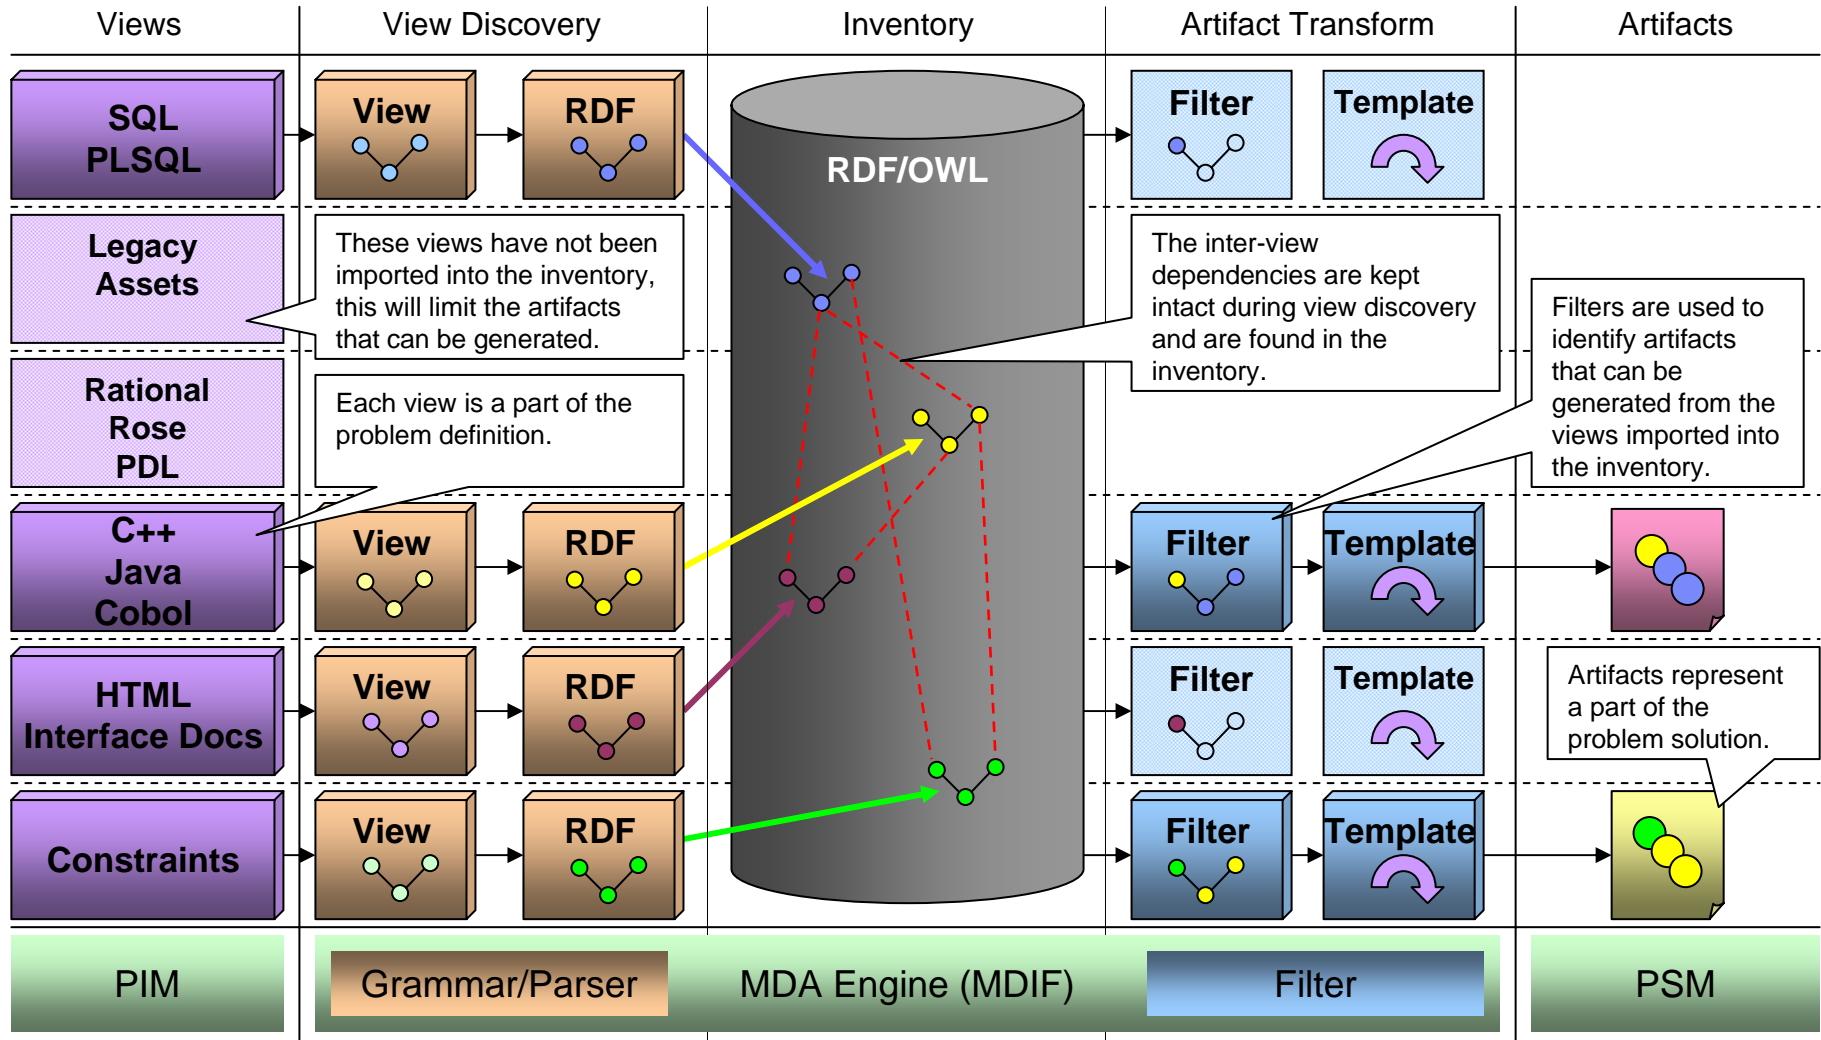 Views
View Discovery
Inventory
Artifact Transform
Artifacts
SQL
PLSQL
View
RDF
RDF/OWL
Filter
Template
Legacy
Assets
These views have not been
imported into the inventory,
this will limit the artifacts
that can be generated.
The inter-view
dependencies are kept
intact during view discovery
and are found in the
inventory.
Filters are used to
identify artifacts
that can be
generated from the
views imported into
the inventory.
Rational
Rose
PDL
Each view is a part of the
problem definition.
C++
Java
Cobol
View
RDF
Filter
Template
HTML
Interface Docs
View
RDF
Filter
Template
Artifacts represent
a part of the
problem solution.
Constraints
View
RDF
Filter
Template
PIM
Grammar/Parser
MDA Engine (MDIF)
Filter
PSM